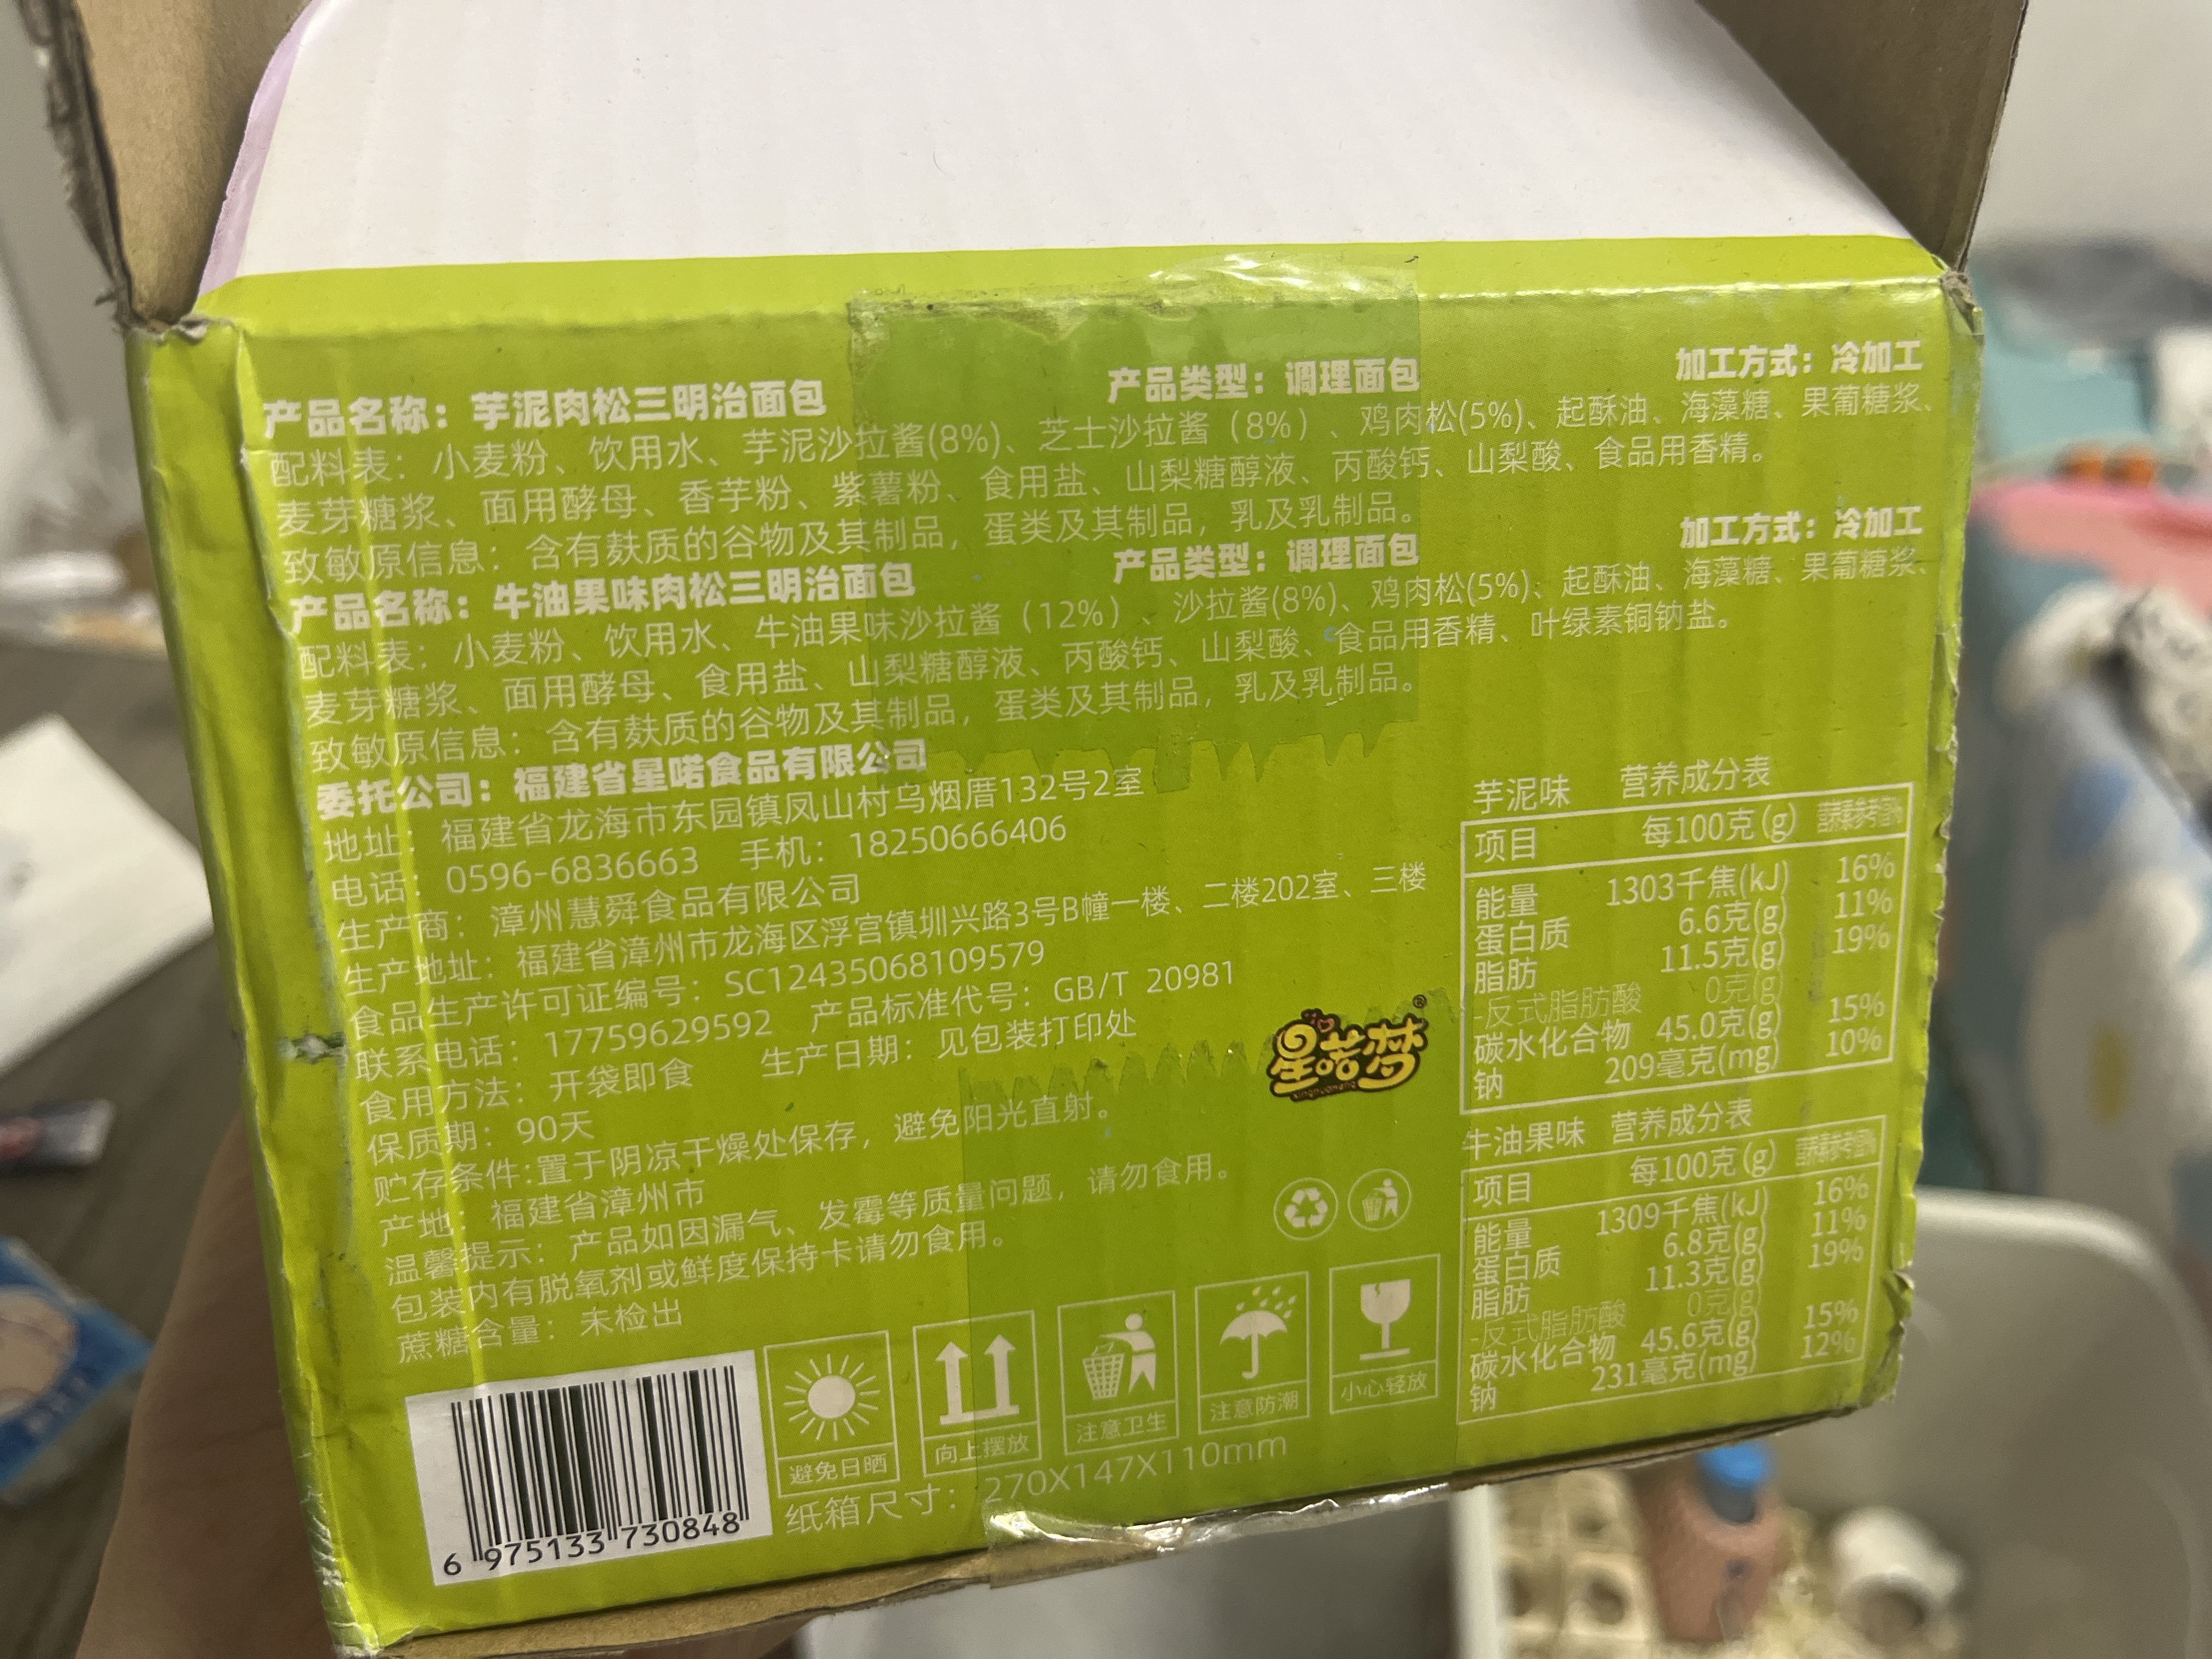 产品名称：芋泥肉松三明治面包 产品类型：调理面包 加工方式：冷加工
配料表：小麦粉、饮用水、芋泥沙拉酱(8%)、芝士沙拉酱（8%）、鸡肉松(5%)、起酥油、海藻糖、果葡糖浆、
麦芽糖浆、面用酵母、香芋粉、紫薯粉、食用盐、山梨糖醇液、丙酸钙、山梨酸、食品用香精。
致敏原信息：含有麸质的谷物及其制品，蛋类及其制品，乳及乳制品。
产品名称：牛油果味肉松三明治面包 产品类型：调理面包 加工方式：冷加工
配料表：小麦粉、饮用水、牛油果味沙拉酱（12%）、沙拉酱(8%)、鸡肉松(5%)、起酥油、海藻糖、果葡糖浆、
麦芽糖浆、面用酵母、食用盐、山梨糖醇液、丙酸钙、山梨酸、食品用香精、叶绿素铜钠盐。
致敏原信息：含有麸质的谷物及其制品，蛋类及其制品，乳及乳制品。
委托公司：福建省星喏食品有限公司
地址：福建省龙海市东园镇凤山村乌烟厝132号2室
电话：0596-6836663 手机：18250666406
生产商：漳州慧舜食品有限公司
生产地址：福建省漳州市龙海区浮宫镇圳兴路3号B幢一楼、二楼202室、三楼
食品生产许可证编号：SC12435068109579
联系电话：17759629592 产品标准代号：GB/T 20981
食用方法：开袋即食 生产日期：见包装打印处
保质期：90天
贮存条件:置于阴凉干燥处保存，避免阳光直射。
产地：福建省漳州市
温馨提示：产品如因漏气、发霉等质量问题，请勿食用。
包装内有脱氧剂或鲜度保持卡请勿食用。
蔗糖含量：未检出
星喏梦®
芋泥味 营养成分表
项目 每100克(g) 营养素参考值%
能量 1303千焦(kJ) 16%
蛋白质 6.6克(g) 11%
脂肪 11.5克(g) 19%
-反式脂肪酸 0克(g)
碳水化合物 45.0克(g) 15%
钠 209毫克(mg) 10%
牛油果味 营养成分表
项目 每100克(g) 营养素参考值%
能量 1309千焦(kJ) 16%
蛋白质 6.8克(g) 11%
脂肪 11.3克(g) 19%
-反式脂肪酸 0克(g)
碳水化合物 45.6克(g) 15%
钠 231毫克(mg) 12%
避免日晒
向上摆放
注意卫生
注意防潮
小心轻放
纸箱尺寸：270X147X110mm
6 975133 730848